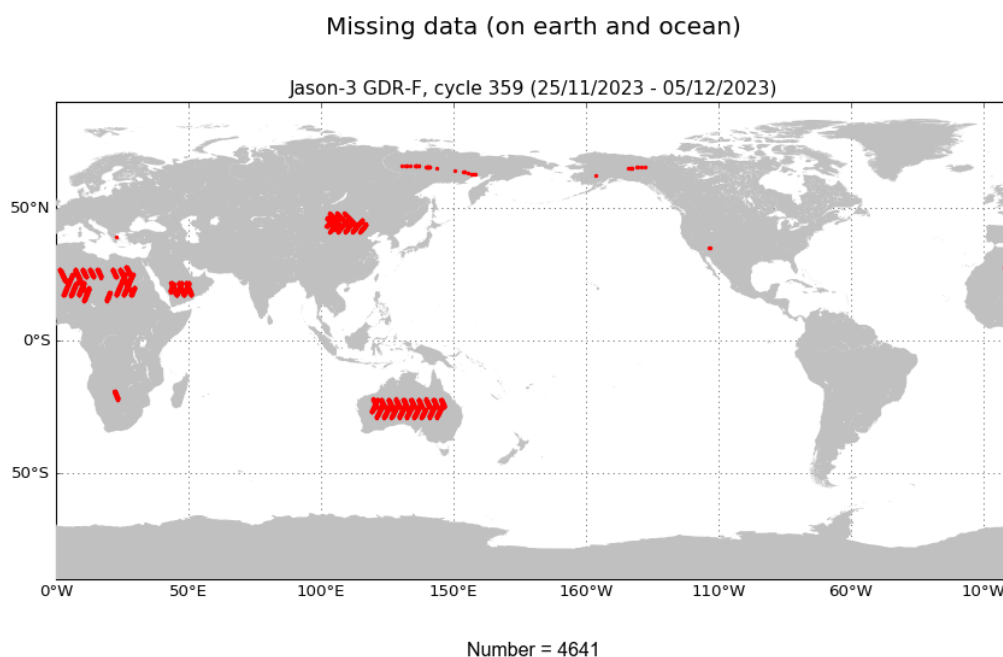 Missing data (on earth and ocean)
Jason-3 GDR-F, cycle 359 (25/11/2023 - 05/12/2023)
50°N
0°S
50°S
0°W 50°E 100°E 150°E 160°W 110°W 60°W 10°W
Number = 4641